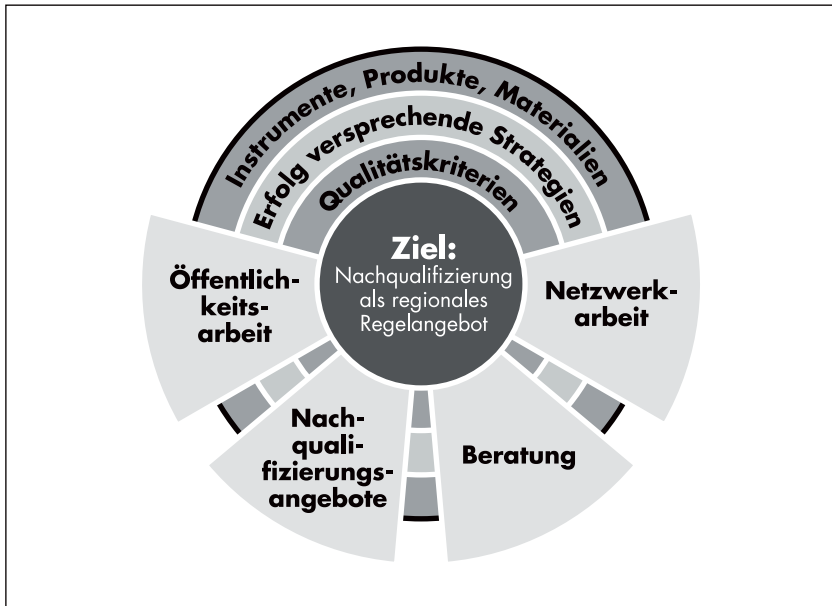 Instrumente, Produkte, Materialien
Erfolg versprechende Strategien
Qualitätskriterien
Ziel:
Nachqualifizierung
als regionales
Regelangebot
Öffentlich-
keits-
arbeit
Netzwerk-
arbeit
Nach-
quali-
fizierungs-
angebote
Beratung